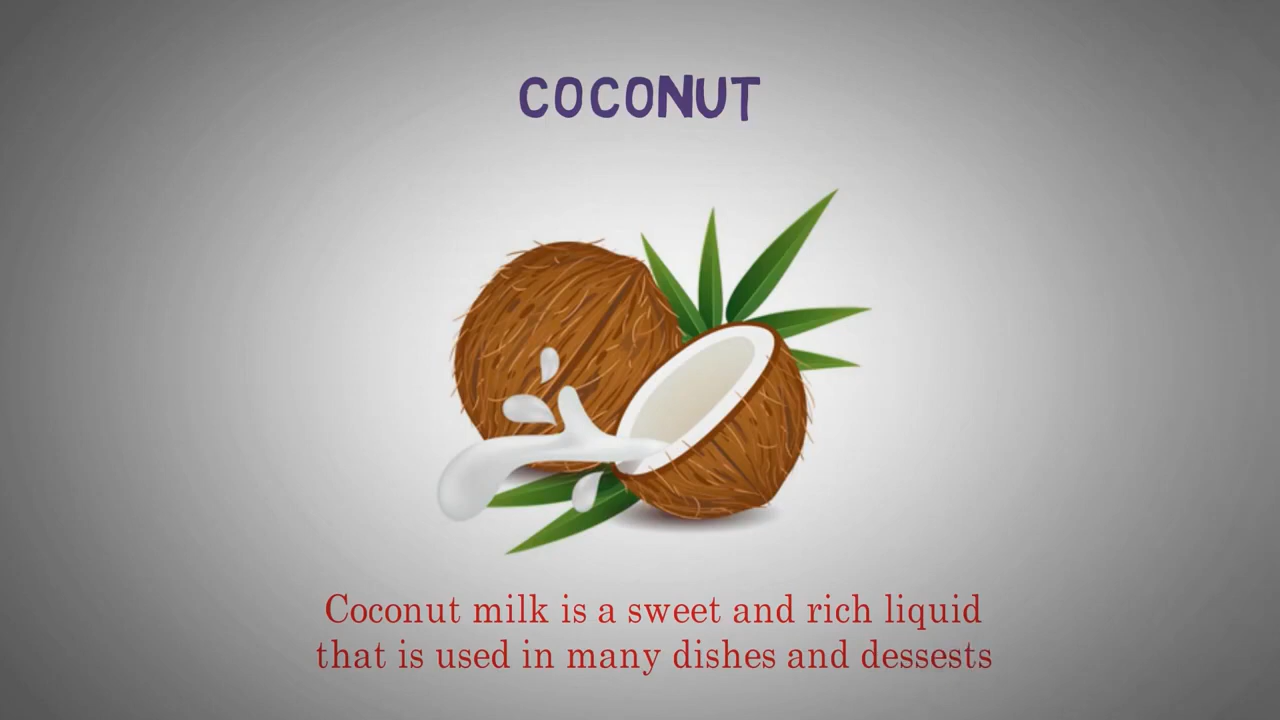 COCONUT
Coconut milk is a sweet and rich liquid
that is used in many dishes and dessests